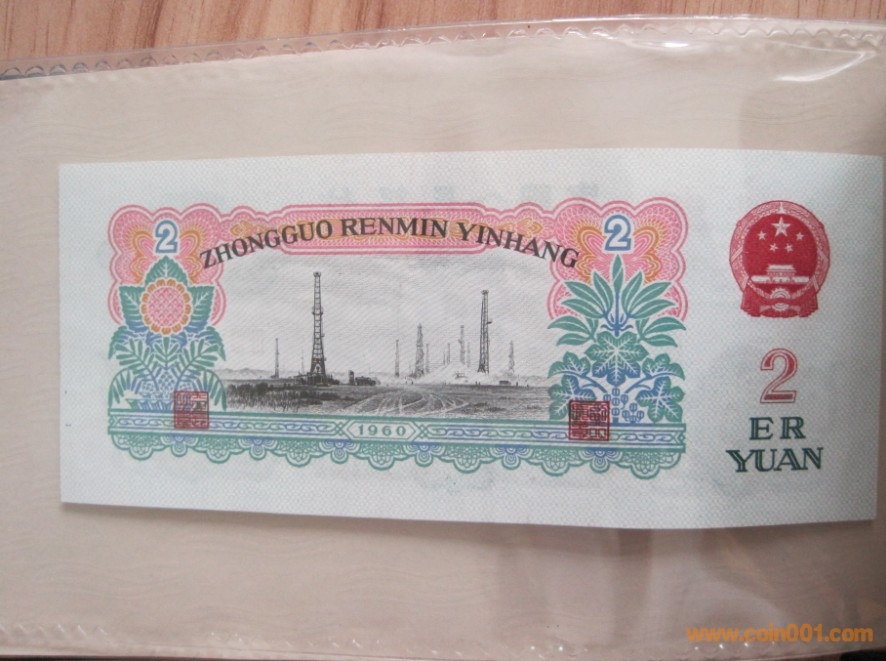 2
ZHONGGUO RENMIN YINHANG
2
1960
2
ER
YUAN
www.coin001.com